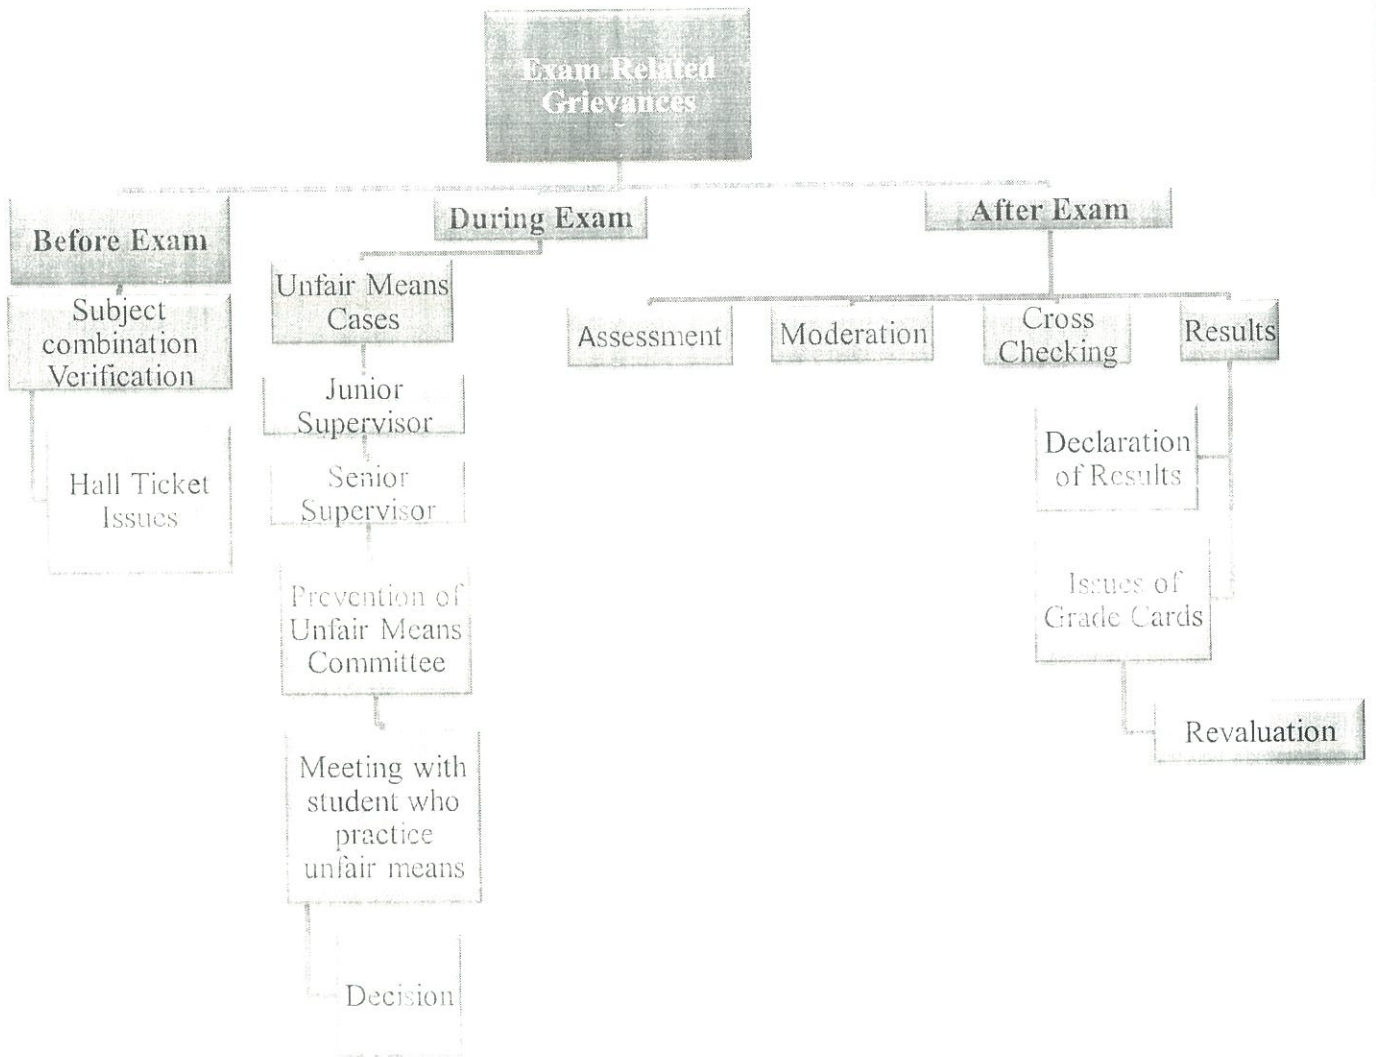 Exam Related
Grievances
Before Exam
Subject
combination
Verification
Hall Ticket
Issues
During Exam
Unfair Means
Cases
Junior
Supervisor
Senior
Supervisor
Prevention of
Unfair Means
Committee
Meeting with
student who
practice
unfair means
Decision
After Exam
Assessment
Moderation
Cross
Checking
Results
Declaration
of Results
Issues of
Grade Cards
Revaluation